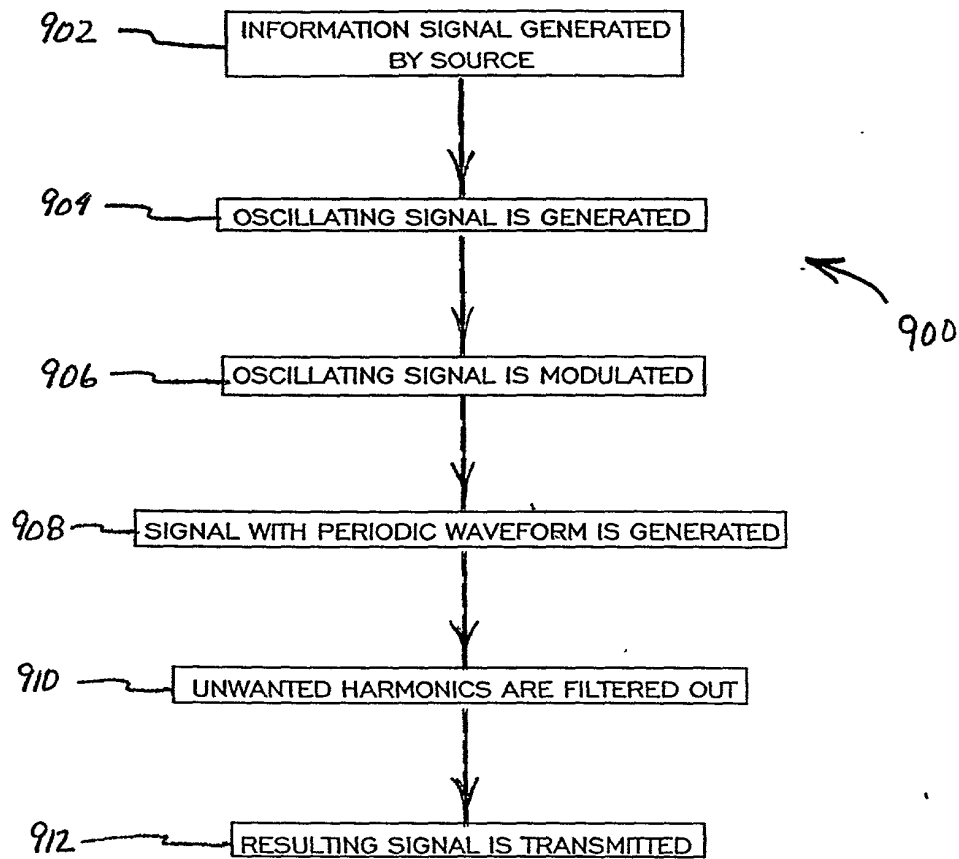 902
INFORMATION SIGNAL GENERATED
BY SOURCE
904
OSCILLATING SIGNAL IS GENERATED
900
906
OSCILLATING SIGNAL IS MODULATED
908
SIGNAL WITH PERIODIC WAVEFORM IS GENERATED
910
UNWANTED HARMONICS ARE FILTERED OUT
912
RESULTING SIGNAL IS TRANSMITTED